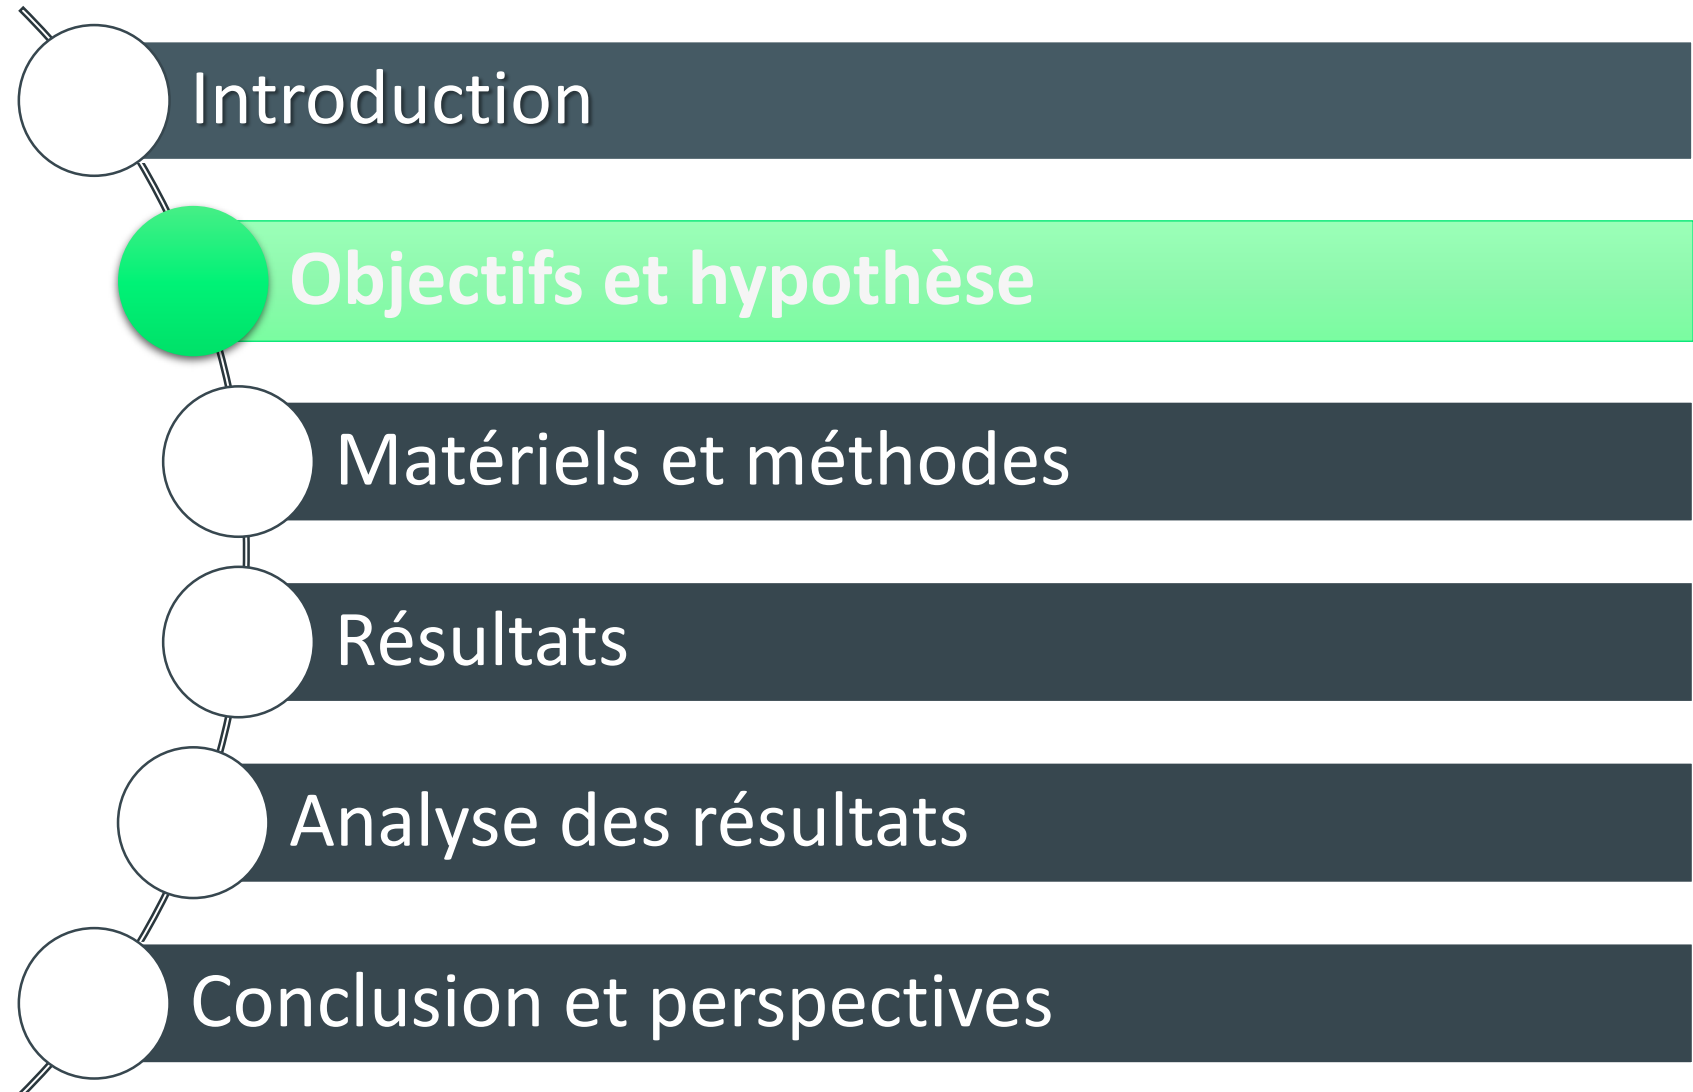 Introduction
Objectifs et hypothèse
Matériels et méthodes
Résultats
Analyse des résultats
Conclusion et perspectives